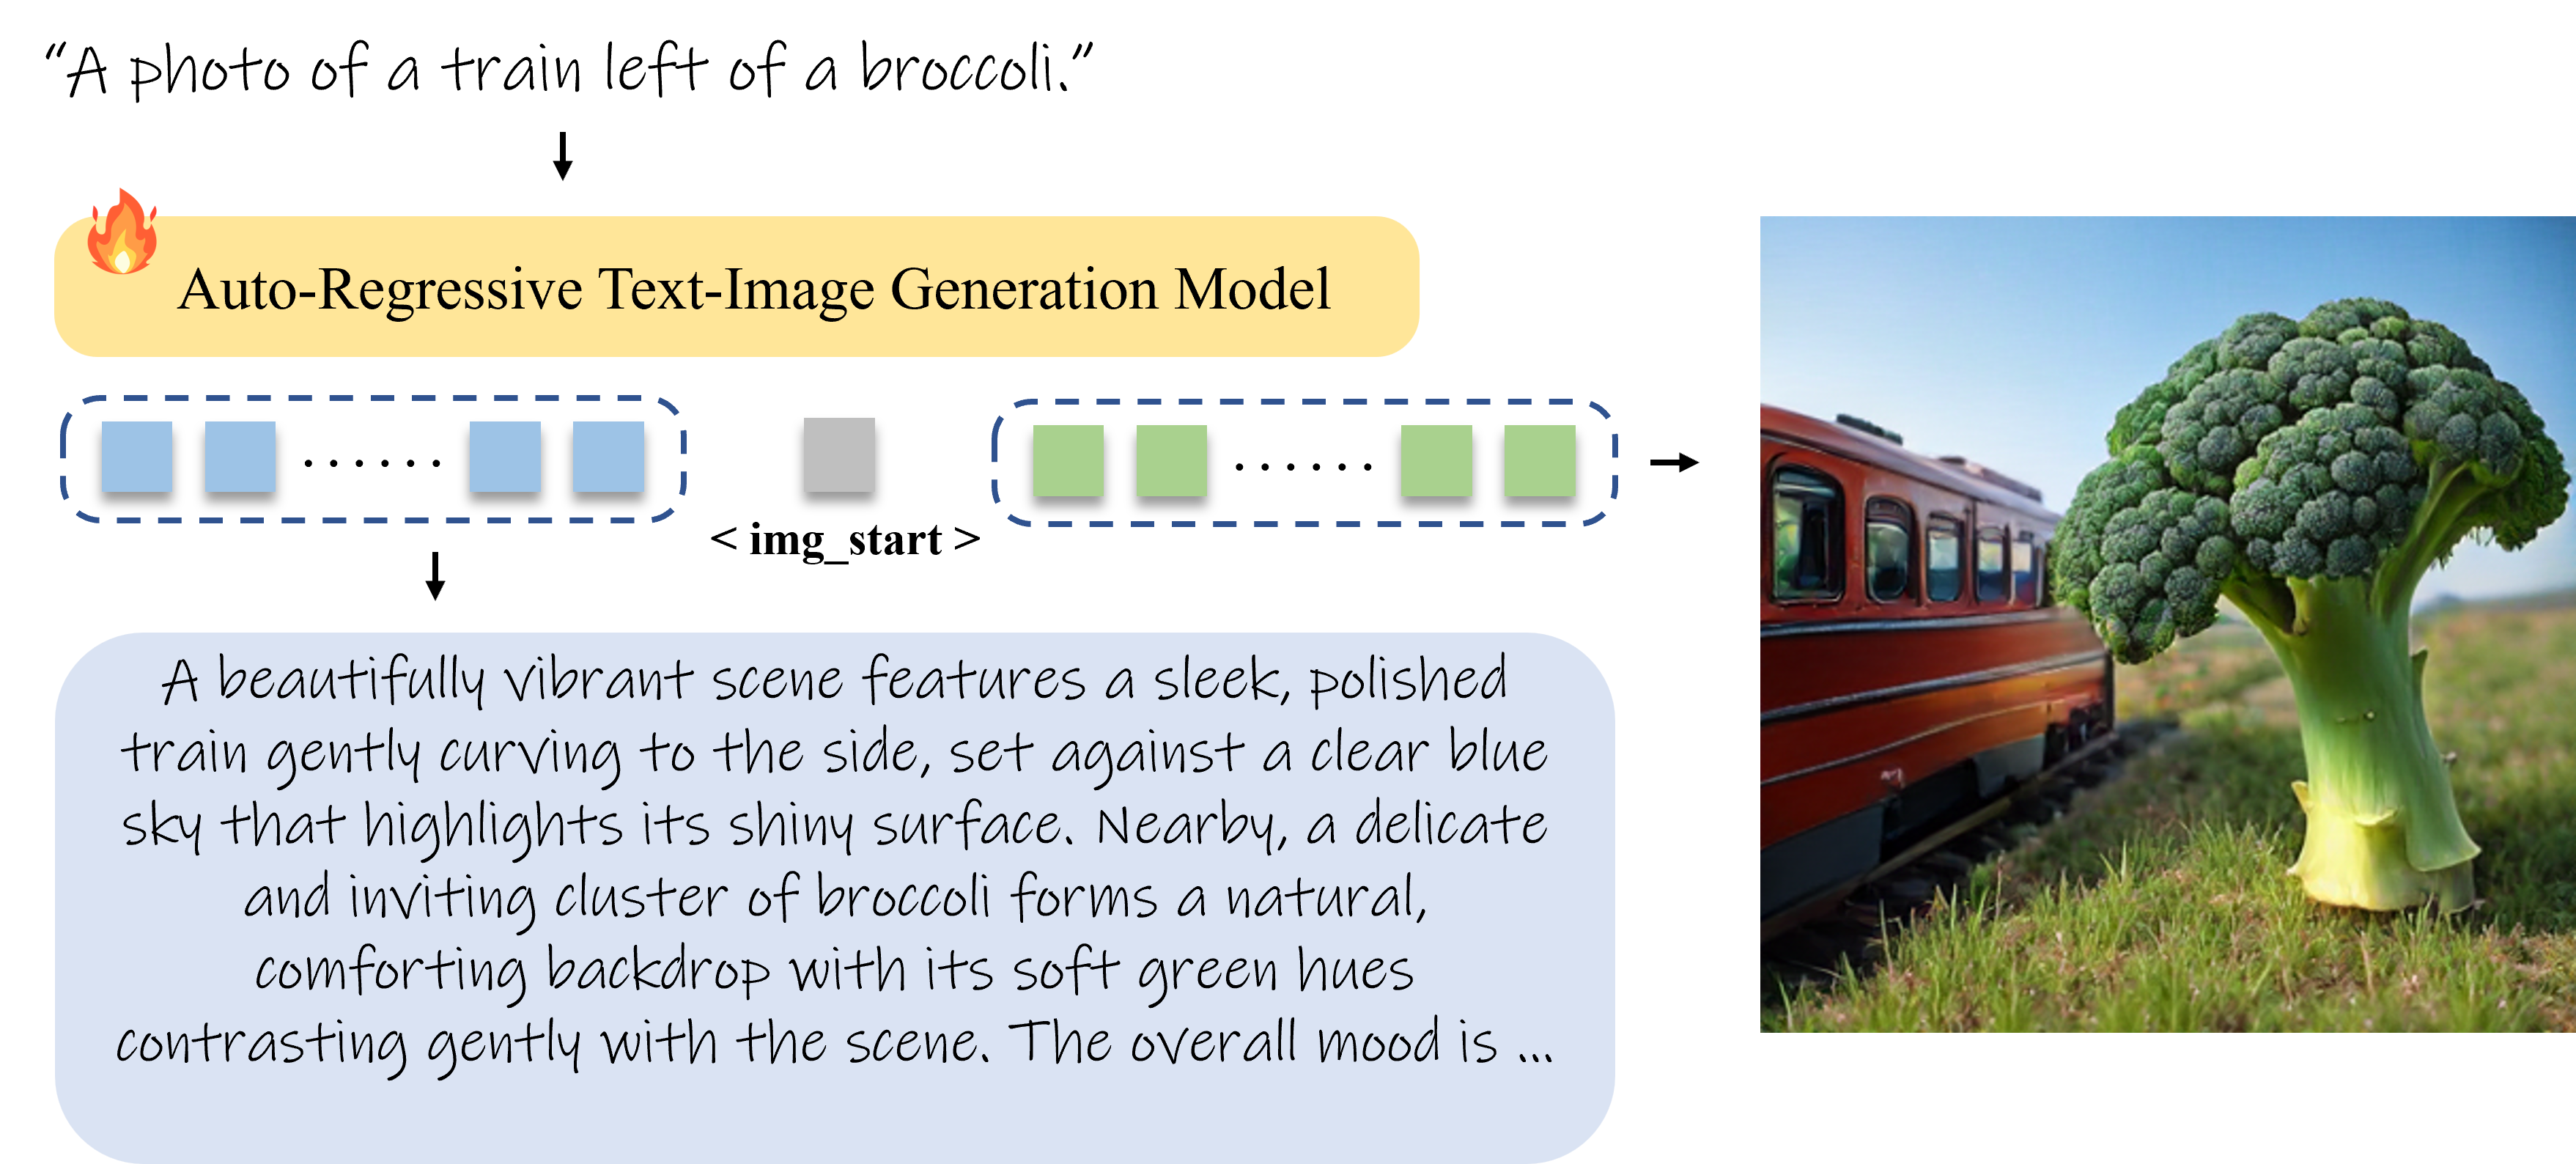 “A photo of a train left of a broccoli.”
Auto-Regressive Text-Image Generation Model
......
......
< img_start >
A beautifully vibrant scene features a sleek, polished
train gently curving to the side, set against a clear blue
sky that highlights its shiny surface. Nearby, a delicate
and inviting cluster of broccoli forms a natural,
comforting backdrop with its soft green hues
contrasting gently with the scene. The overall mood is ...